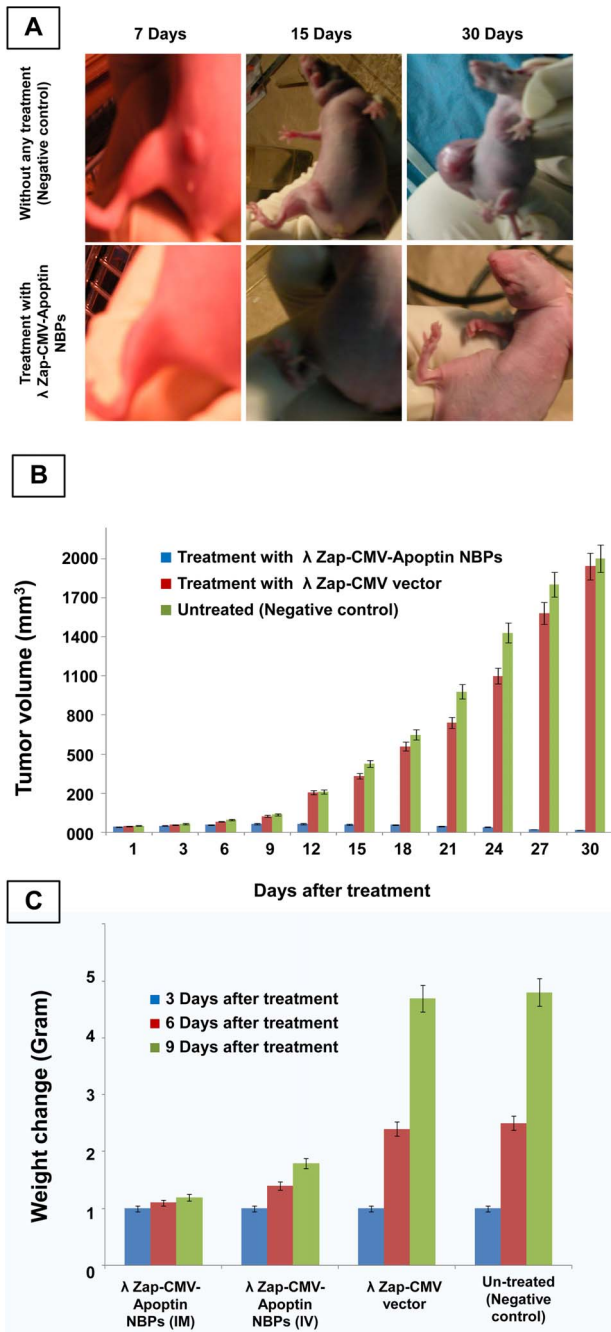 A
7 Days
15 Days
30 Days
Without any treatment
(Negative control)
Treatment with
λ Zap-CMV-Apoptin
NBPs
B
Tumor volume (mm3)
2000
1700
1400
1100
800
500
200
000
Treatment with λ Zap-CMV-Apoptin NBPs
Treatment with λ Zap-CMV vector
Untreated (Negative control)
1 3 6 9 12 15 18 21 24 27 30
Days after treatment
C
Weight change (Gram)
5
4
3
2
1
0
3 Days after treatment
6 Days after treatment
9 Days after treatment
λ Zap-CMV-
Apoptin
NBPs (IM)
λ Zap-CMV-
Apoptin
NBPs (IV)
λ Zap-CMV
vector
Un-treated
(Negative
control)